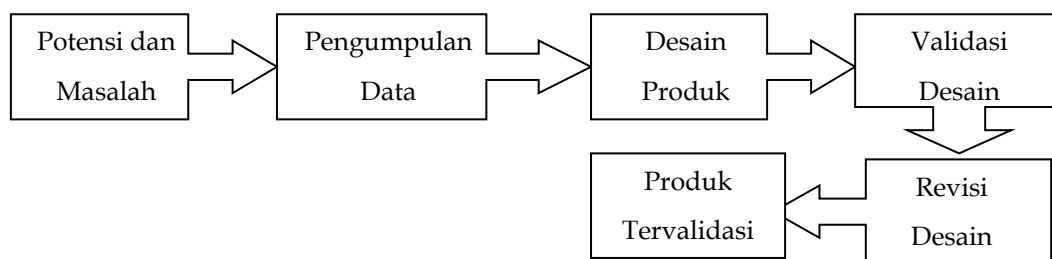 Potensi dan
Masalah
Pengumpulan
Data
Desain
Produk
Validasi
Desain
Revisi
Desain
Produk
Tervalidasi